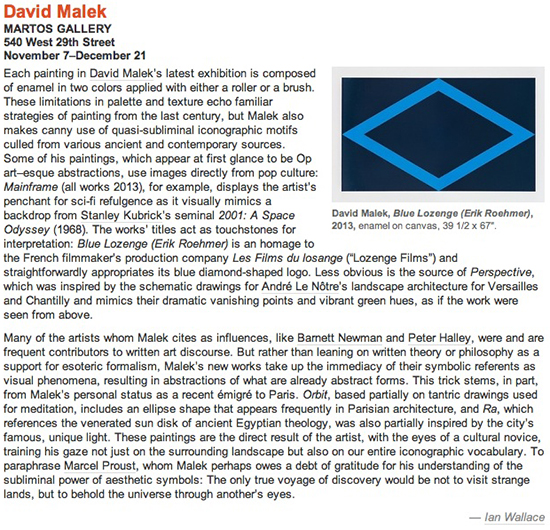 David Malek
MARTOS GALLERY
540 West 29th Street
November 7–December 21
Each painting in David Malek's latest exhibition is composed
of enamel in two colors applied with either a roller or a brush.
These limitations in palette and texture echo familiar
strategies of painting from the last century, but Malek also
makes canny use of quasi-subliminal iconographic motifs
culled from various ancient and contemporary sources.
Some of his paintings, which appear at first glance to be Op
art–esque abstractions, use images directly from pop culture:
Mainframe (all works 2013), for example, displays the artist's
penchant for sci-fi refulgence as it visually mimics a
backdrop from Stanley Kubrick's seminal 2001: A Space
Odyssey (1968). The works' titles act as touchstones for
interpretation: Blue Lozenge (Erik Roehmer) is an homage to
the French filmmaker's production company Les Films du losange (“Lozenge Films”) and
straightforwardly appropriates its blue diamond-shaped logo. Less obvious is the source of Perspective,
which was inspired by the schematic drawings for André Le Nôtre's landscape architecture for Versailles
and Chantilly and mimics their dramatic vanishing points and vibrant green hues, as if the work were
seen from above.
David Malek, Blue Lozenge (Erik Roehmer),
2013, enamel on canvas, 39 1/2 x 67".
Many of the artists whom Malek cites as influences, like Barnett Newman and Peter Halley, were and are
frequent contributors to written art discourse. But rather than leaning on written theory or philosophy as a
support for esoteric formalism, Malek's new works take up the immediacy of their symbolic referents as
visual phenomena, resulting in abstractions of what are already abstract forms. This trick stems, in part,
from Malek's personal status as a recent émigré to Paris. Orbit, based partially on tantric drawings used
for meditation, includes an ellipse shape that appears frequently in Parisian architecture, and Ra, which
references the venerated sun disk of ancient Egyptian theology, was also partially inspired by the city's
famous, unique light. These paintings are the direct result of the artist, with the eyes of a cultural novice,
training his gaze not just on the surrounding landscape but also on our entire iconographic vocabulary. To
paraphrase Marcel Proust, whom Malek perhaps owes a debt of gratitude for his understanding of the
subliminal power of aesthetic symbols: The only true voyage of discovery would be not to visit strange
lands, but to behold the universe through another's eyes.
— Ian Wallace